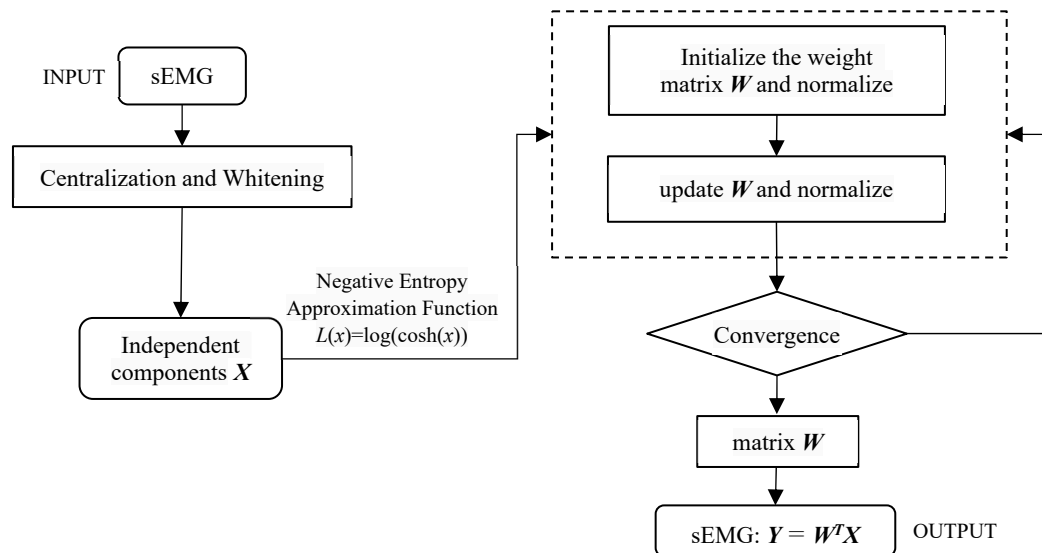 INPUT
sEMG
Centralization and Whitening
Independent
components X
Negative Entropy
Approximation Function
L(x)=log(cosh(x))
Initialize the weight
matrix W and normalize
update W and normalize
Convergence
matrix W
sEMG: Y = WᵀX
OUTPUT